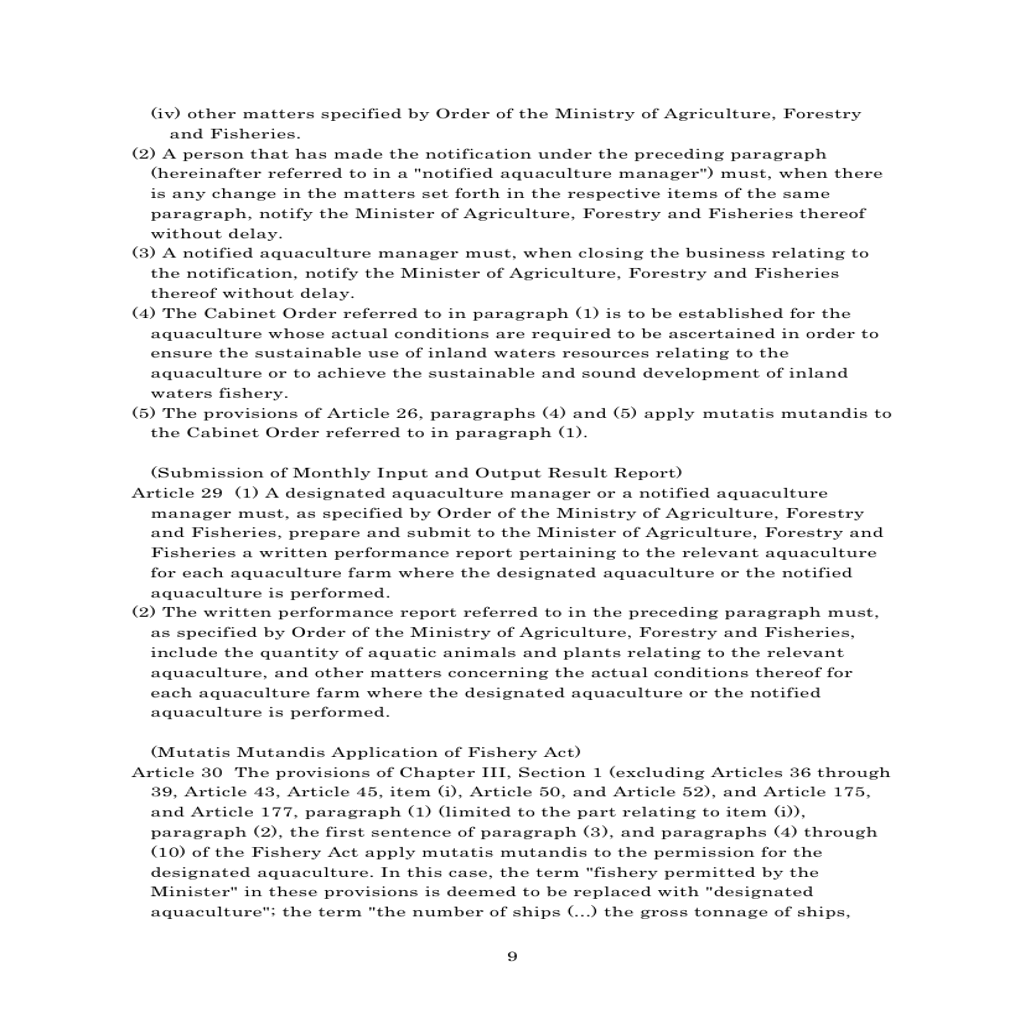 (iv) other matters specified by Order of the Ministry of Agriculture, Forestry
and Fisheries.
(2) A person that has made the notification under the preceding paragraph
(hereinafter referred to in a "notified aquaculture manager") must, when there
is any change in the matters set forth in the respective items of the same
paragraph, notify the Minister of Agriculture, Forestry and Fisheries thereof
without delay.
(3) A notified aquaculture manager must, when closing the business relating to
the notification, notify the Minister of Agriculture, Forestry and Fisheries
thereof without delay.
(4) The Cabinet Order referred to in paragraph (1) is to be established for the
aquaculture whose actual conditions are required to be ascertained in order to
ensure the sustainable use of inland waters resources relating to the
aquaculture or to achieve the sustainable and sound development of inland
waters fishery.
(5) The provisions of Article 26, paragraphs (4) and (5) apply mutatis mutandis to
the Cabinet Order referred to in paragraph (1).
(Submission of Monthly Input and Output Result Report)
Article 29 (1) A designated aquaculture manager or a notified aquaculture
manager must, as specified by Order of the Ministry of Agriculture, Forestry
and Fisheries, prepare and submit to the Minister of Agriculture, Forestry and
Fisheries a written performance report pertaining to the relevant aquaculture
for each aquaculture farm where the designated aquaculture or the notified
aquaculture is performed.
(2) The written performance report referred to in the preceding paragraph must,
as specified by Order of the Ministry of Agriculture, Forestry and Fisheries,
include the quantity of aquatic animals and plants relating to the relevant
aquaculture, and other matters concerning the actual conditions thereof for
each aquaculture farm where the designated aquaculture or the notified
aquaculture is performed.
(Mutatis Mutandis Application of Fishery Act)
Article 30 The provisions of Chapter III, Section 1 (excluding Articles 36 through
39, Article 43, Article 45, item (i), Article 50, and Article 52), and Article 175,
and Article 177, paragraph (1) (limited to the part relating to item (i)),
paragraph (2), the first sentence of paragraph (3), and paragraphs (4) through
(10) of the Fishery Act apply mutatis mutandis to the permission for the
designated aquaculture. In this case, the term "fishery permitted by the
Minister" in these provisions is deemed to be replaced with "designated
aquaculture"; the term "the number of ships (...) the gross tonnage of ships,
9